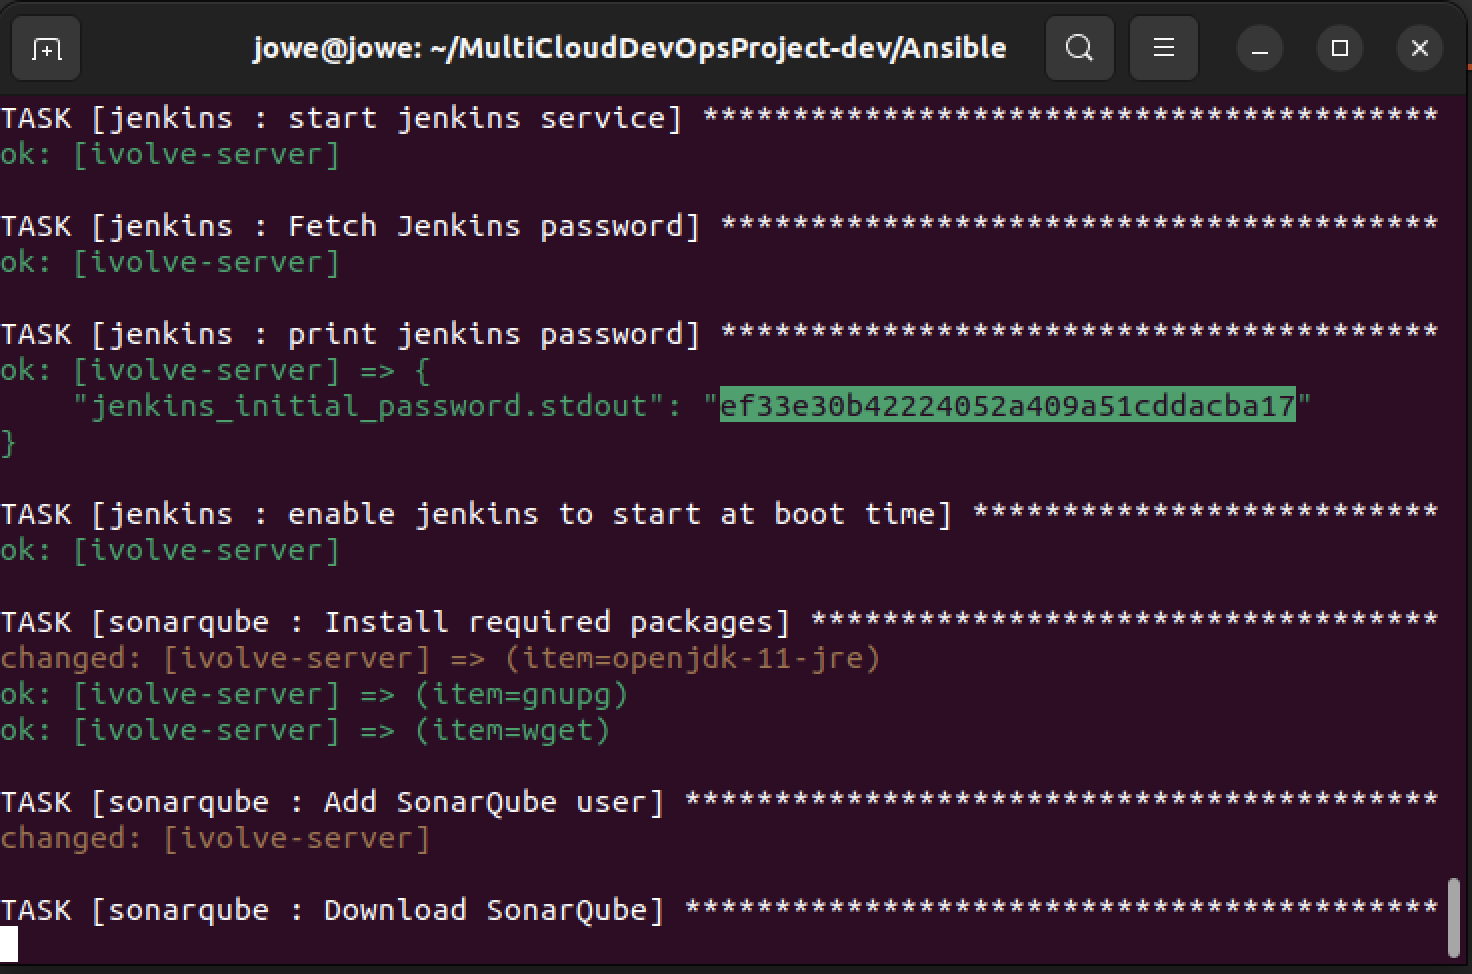 jowe@jowe: ~/MultiCloudDevOpsProject-dev/Ansible
TASK [jenkins : start jenkins service] *****************************************
ok: [ivolve-server]
TASK [jenkins : Fetch Jenkins password] ****************************************
ok: [ivolve-server]
TASK [jenkins : print jenkins password] ****************************************
ok: [ivolve-server] => {
    "jenkins_initial_password.stdout": "ef33e30b42224052a409a51cddacba17"
}
TASK [jenkins : enable jenkins to start at boot time] **************************
ok: [ivolve-server]
TASK [sonarqube : Install required packages] ***********************************
changed: [ivolve-server] => (item=openjdk-11-jre)
ok: [ivolve-server] => (item=gnupg)
ok: [ivolve-server] => (item=wget)
TASK [sonarqube : Add SonarQube user] ******************************************
changed: [ivolve-server]
TASK [sonarqube : Download SonarQube] ******************************************